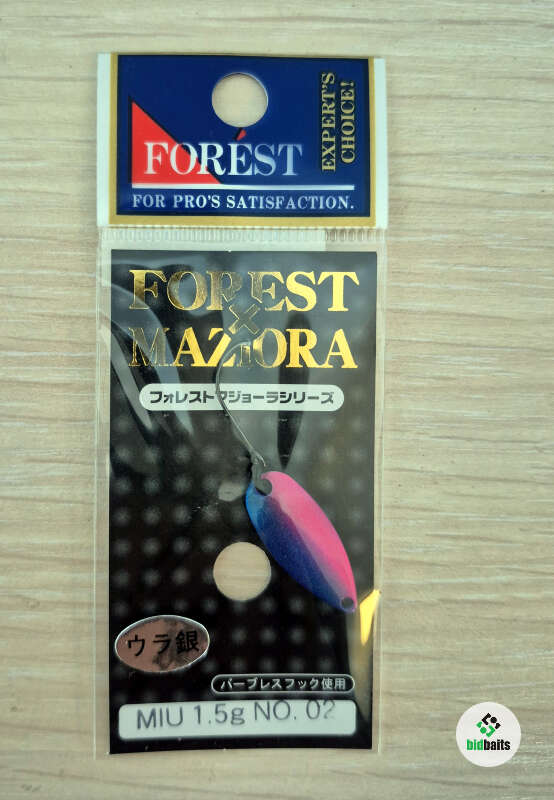 EXPERT'S
CHOICE!
FORÉST
FOR PRO'S SATISFACTION.
FOREST
×
MAZIORA
フォレストマジョーラシリーズ
ウラ銀
バーブレスフック使用
MIU 1.5g NO. 02
bidbaits